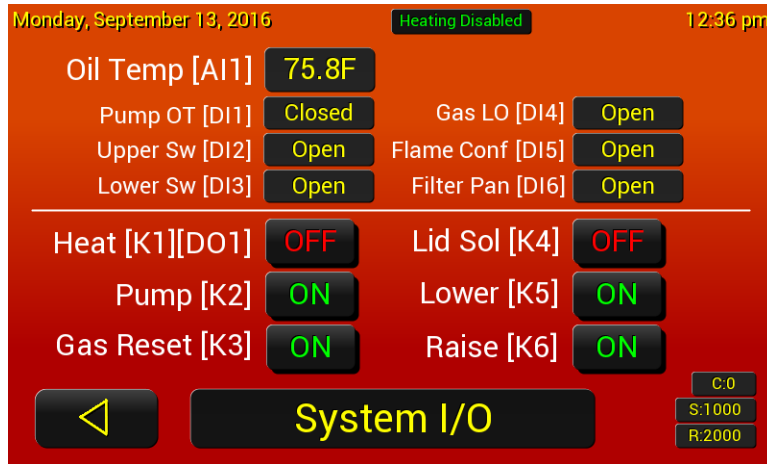 Monday, September 13, 2016 Heating Disabled 12:36 pm
Oil Temp [AI1] 75.8F
Pump OT [DI1] Closed Gas LO [DI4] Open
Upper Sw [DI2] Open Flame Conf [DI5] Open
Lower Sw [DI3] Open Filter Pan [DI6] Open
Heat [K1][DO1] OFF Lid Sol [K4] OFF
Pump [K2] ON Lower [K5] ON
Gas Reset [K3] ON Raise [K6] ON
C:0
System I/O S:1000
R:2000